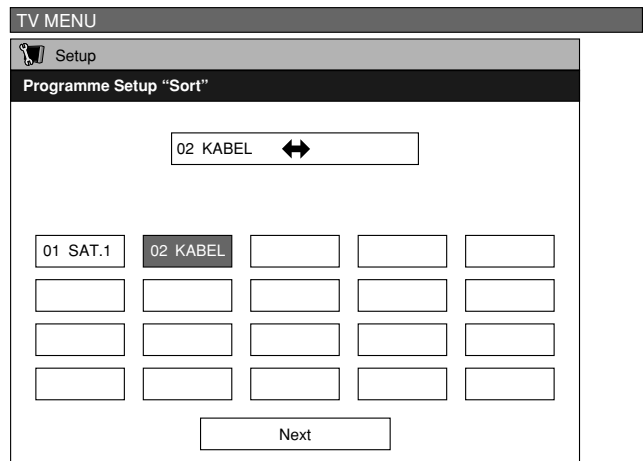 TV MENU
Setup
Programme Setup “Sort”
02 KABEL
01 SAT.1 02 KABEL
Next